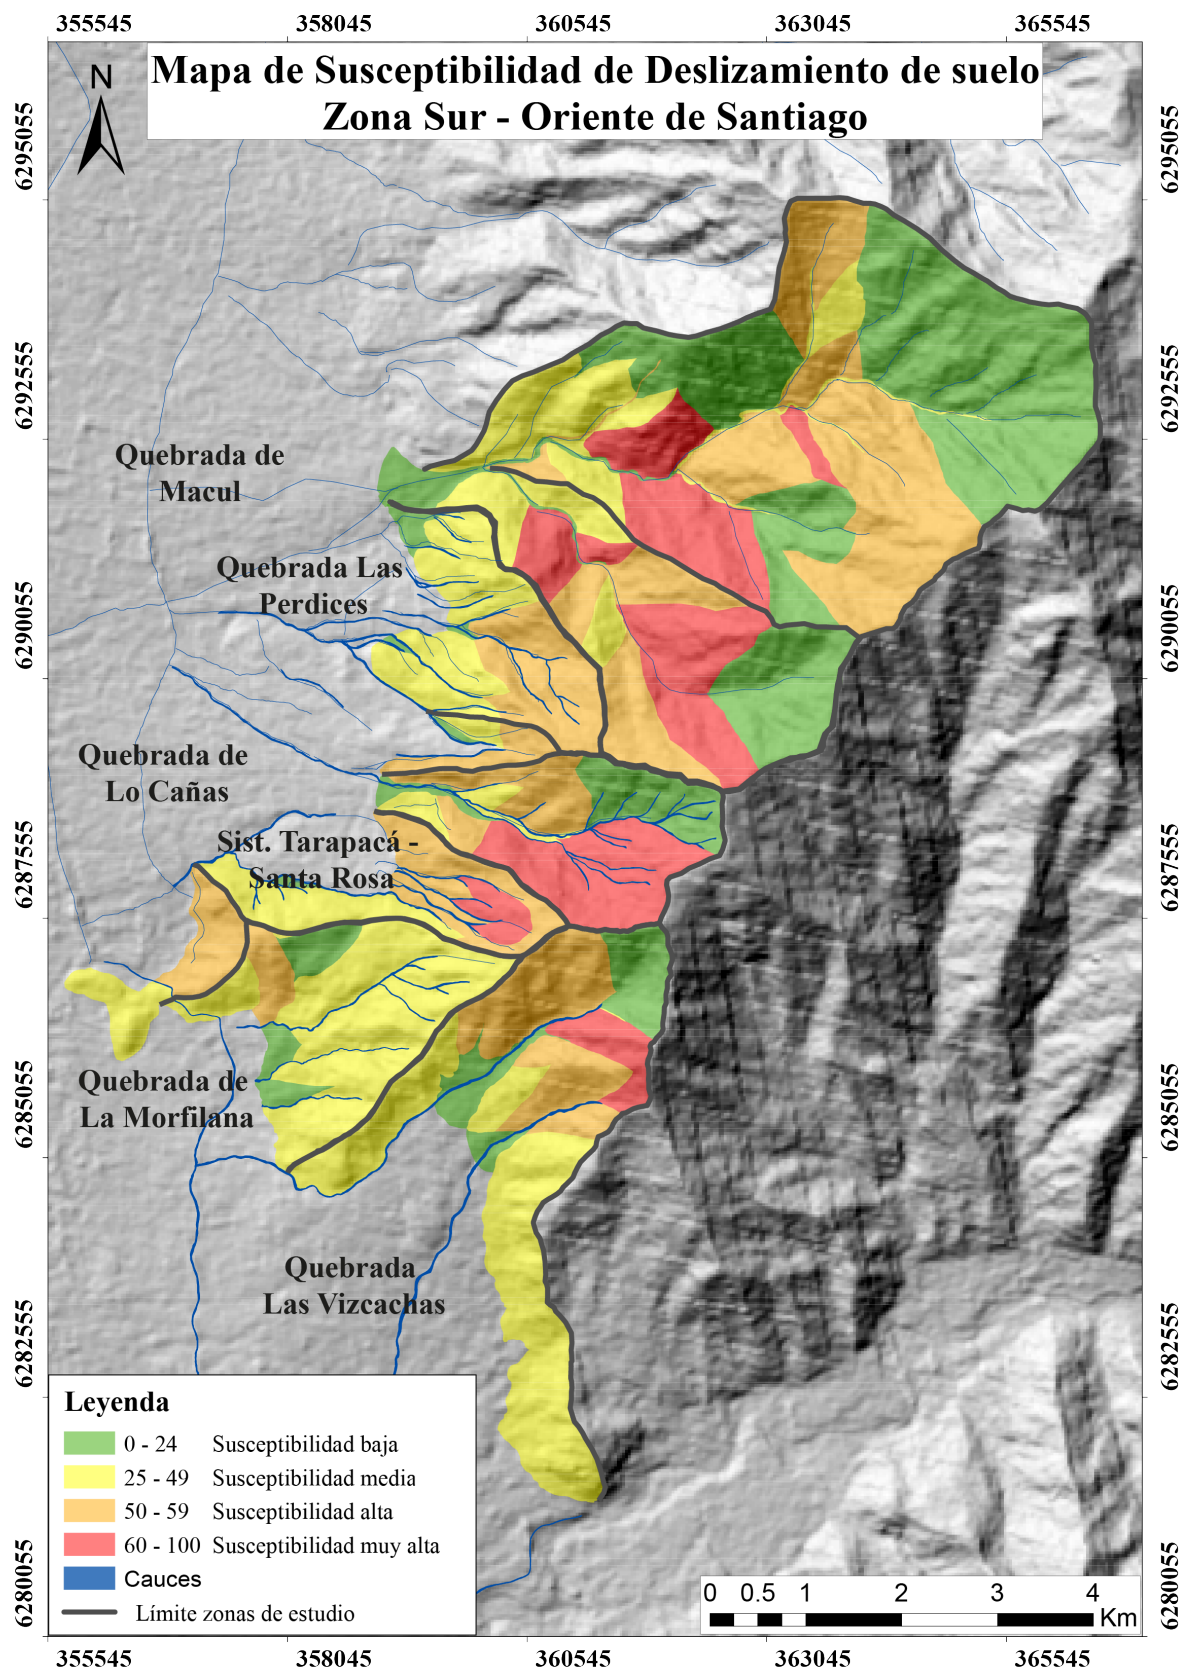 355545 358045 360545 363045 365545
Mapa de Susceptibilidad de Deslizamiento de suelo
Zona Sur - Oriente de Santiago
N
6295055 6295055
6292555 6292555
Quebrada de
Macul
Quebrada Las
Perdices
6290055 6290055
Quebrada de
Lo Cañas
Sist. Tarapacá -
Santa Rosa
6287555 6287555
Quebrada de
La Morfilana
6285055 6285055
Quebrada
Las Vizcachas
6282555 6282555
Leyenda
0 - 24 Susceptibilidad baja
25 - 49 Susceptibilidad media
50 - 59 Susceptibilidad alta
60 - 100 Susceptibilidad muy alta
Cauces
Límite zonas de estudio
6280055 6280055
0 0.5 1 2 3 4
Km
355545 358045 360545 363045 365545